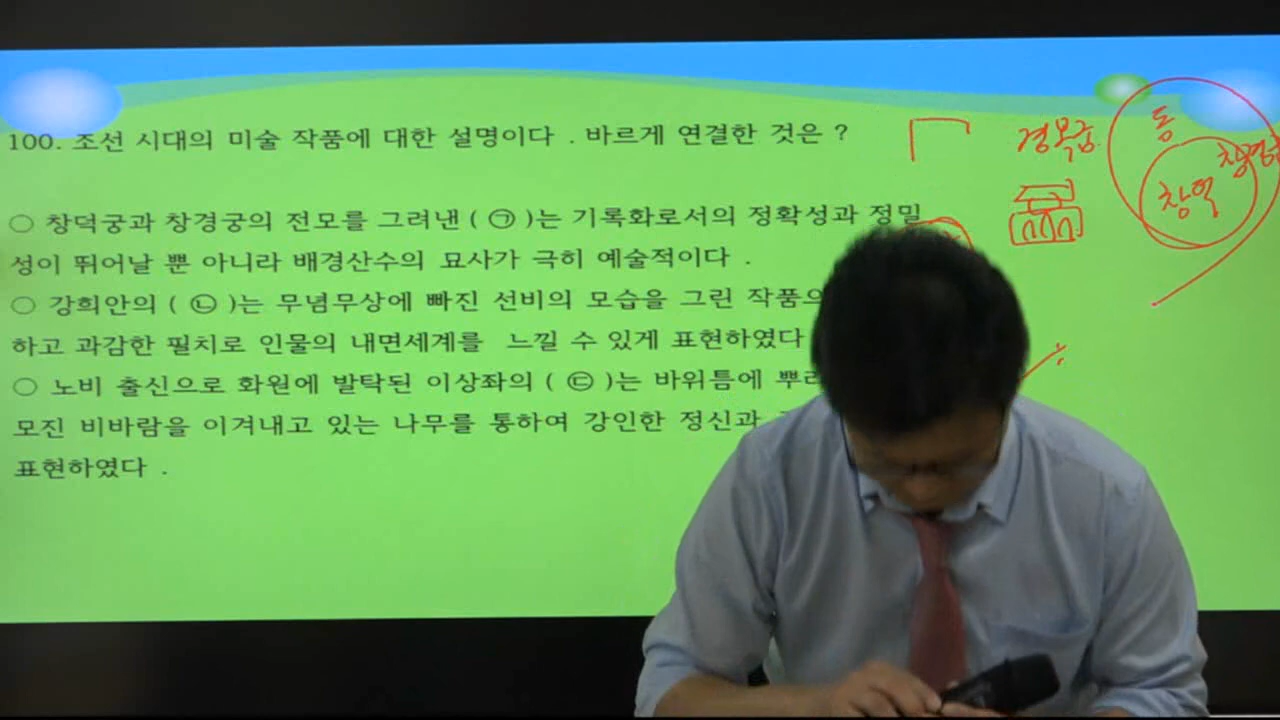 100. 조선 시대의 미술 작품에 대한 설명이다 . 바르게 연결한 것은 ?
○ 창덕궁과 창경궁의 전모를 그려낸 ( ㉠ )는 기록화로서의 정확성과 정밀
성이 뛰어날 뿐 아니라 배경산수의 묘사가 극히 예술적이다 .
○ 강희안의 ( ㉡ )는 무념무상에 빠진 선비의 모습을 그린 작품으
하고 과감한 필치로 인물의 내면세계를 느낄 수 있게 표현하였다
○ 노비 출신으로 화원에 발탁된 이상좌의 ( ㉢ )는 바위틈에
모진 비바람을 이겨내고 있는 나무를 통하여 강인한 정신과
표현하였다 .
경복궁
동
창덕